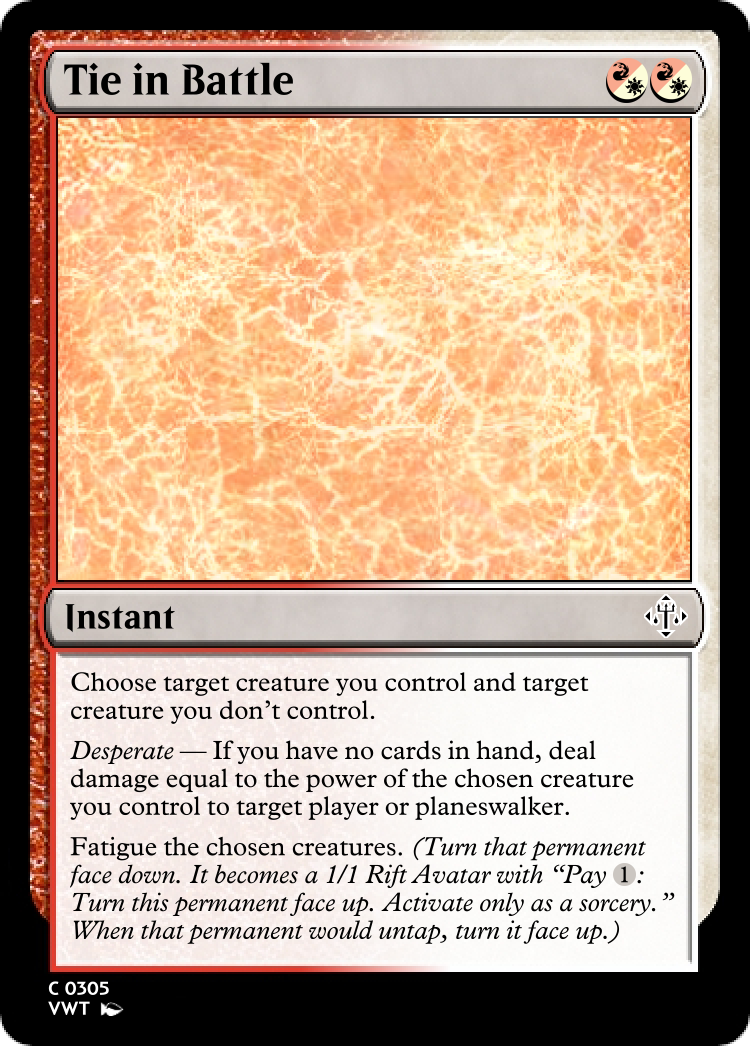 Tie in Battle
Instant
Choose target creature you control and target
creature you don’t control.
Desperate — If you have no cards in hand, deal
damage equal to the power of the chosen creature
you control to target player or planeswalker.
Fatigue the chosen creatures. (Turn that permanent
face down. It becomes a 1/1 Rift Avatar with “Pay 1:
Turn this permanent face up. Activate only as a sorcery.”
When that permanent would untap, turn it face up.)
C 0305
VWT